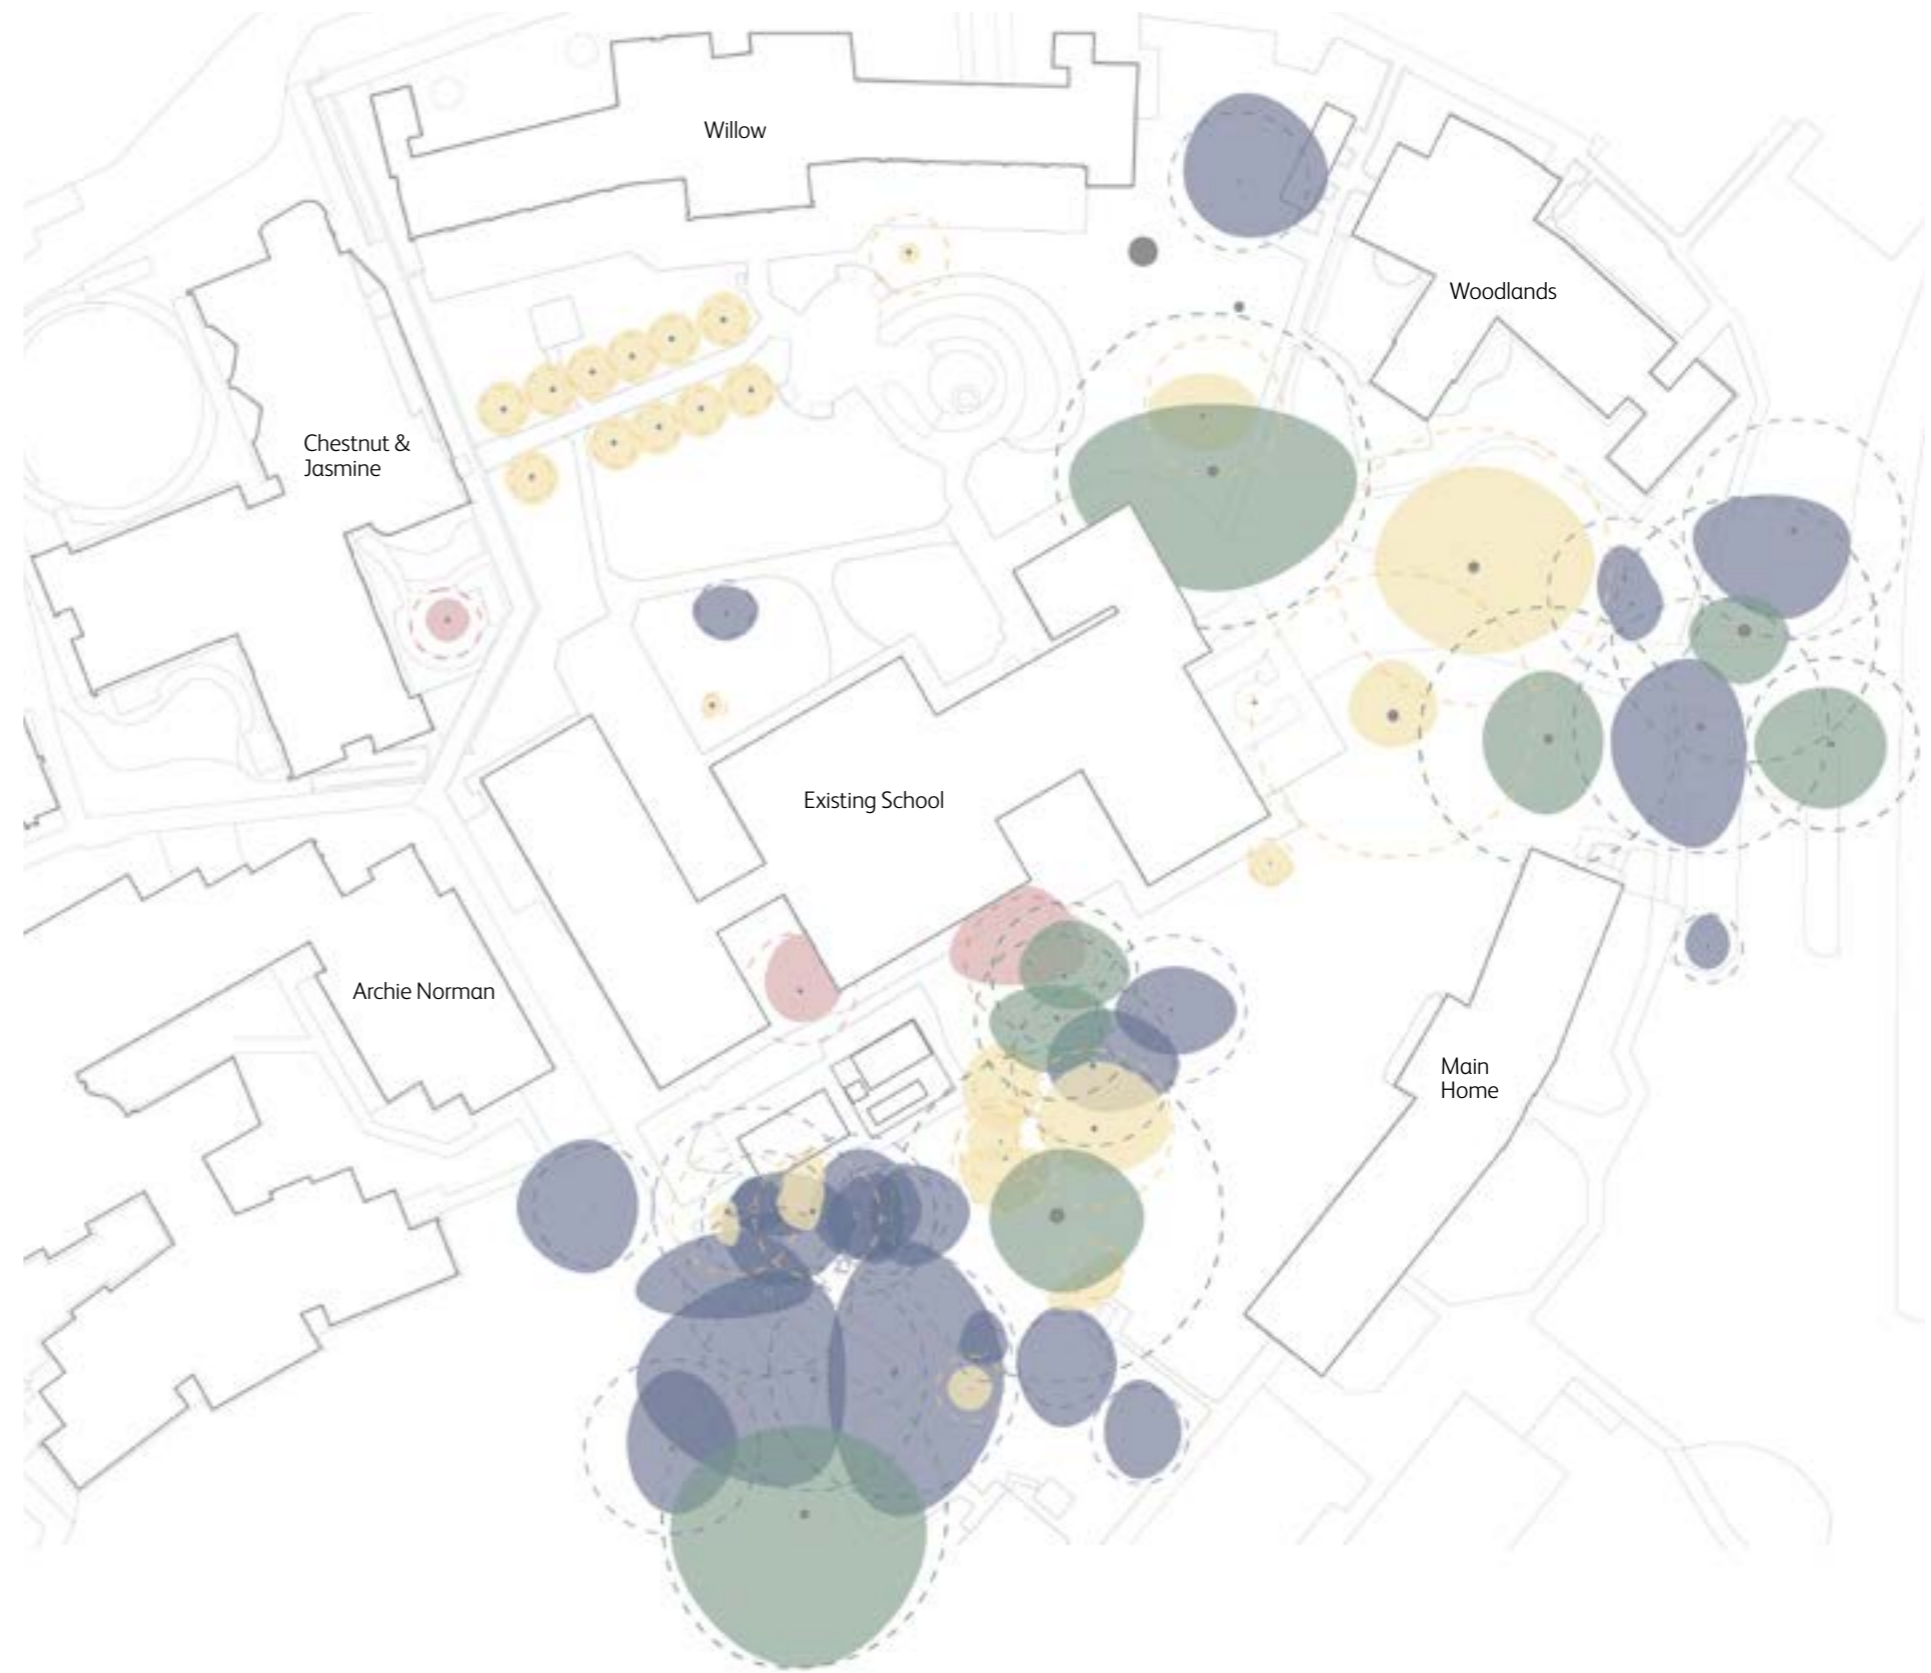 Willow
Woodlands
Chestnut &
Jasmine
Existing School
Archie Norman
Main
Home